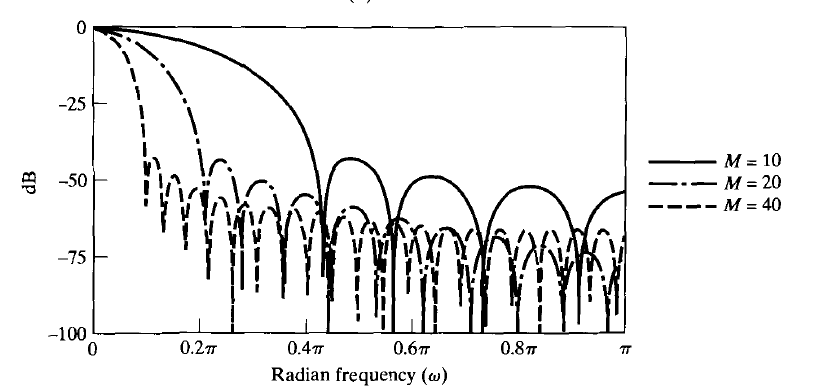 0
−25
−50
−75
−100
dB
0
0.2π
0.4π
0.6π
0.8π
π
Radian frequency (ω)
M = 10
M = 20
M = 40